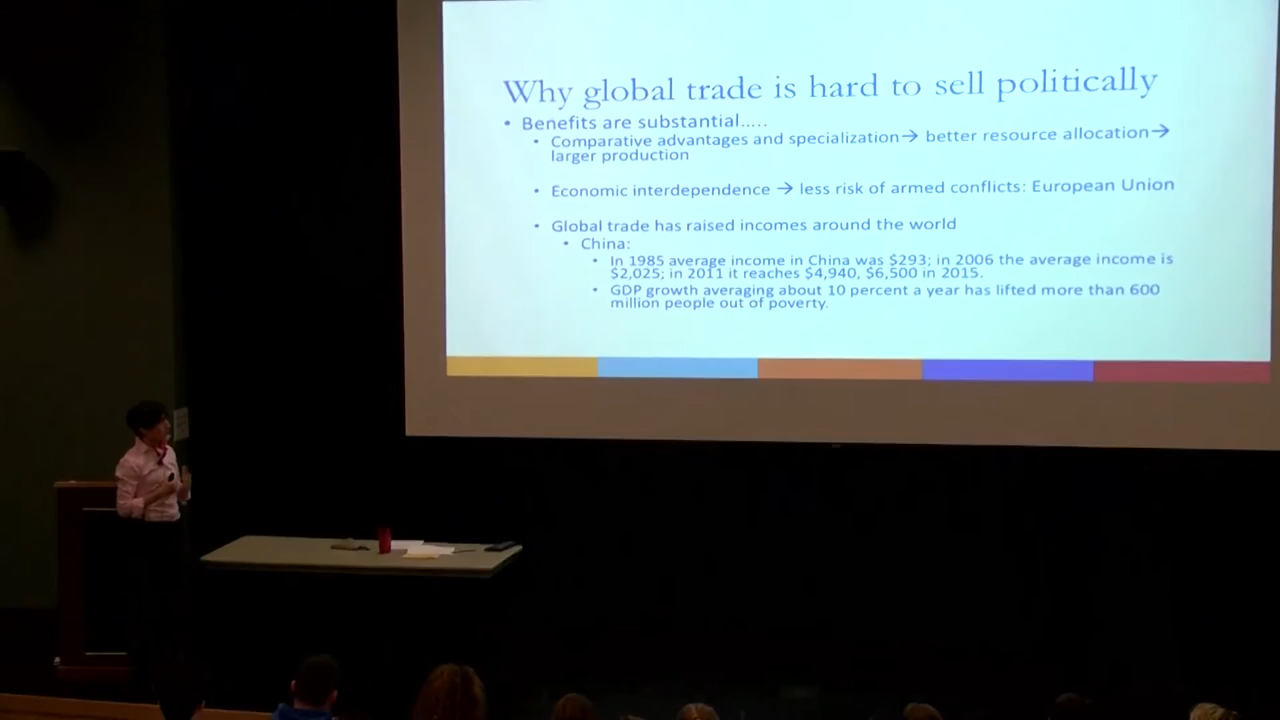 Why global trade is hard to sell politically
• Benefits are substantial.....
• Comparative advantages and specialization→ better resource allocation→
larger production
• Economic interdependence → less risk of armed conflicts: European Union
• Global trade has raised incomes around the world
• China:
• In 1985 average income in China was $293; in 2006 the average income is
$2,025; in 2011 it reaches $4,940, $6,500 in 2015.
• GDP growth averaging about 10 percent a year has lifted more than 600
million people out of poverty.